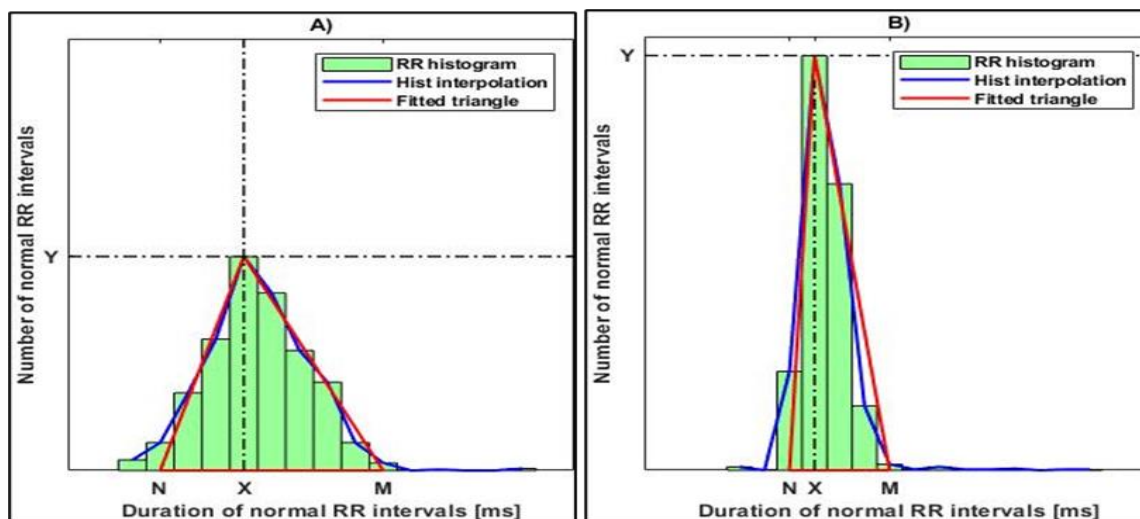 A)
RR histogram
Hist interpolation
Fitted triangle
Y
Number of normal RR intervals
N X M
Duration of normal RR intervals [ms]
B)
Y
RR histogram
Hist interpolation
Fitted triangle
Number of normal RR intervals
N X M
Duration of normal RR intervals [ms]